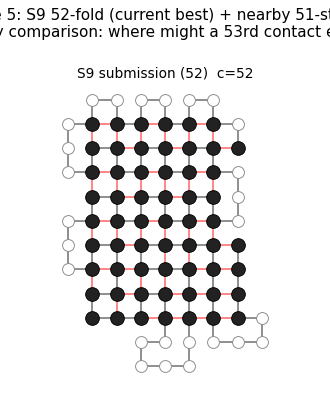 5: S9 52-fold (current best) + nearby 51-st
comparison: where might a 53rd contact
S9 submission (52) c=52